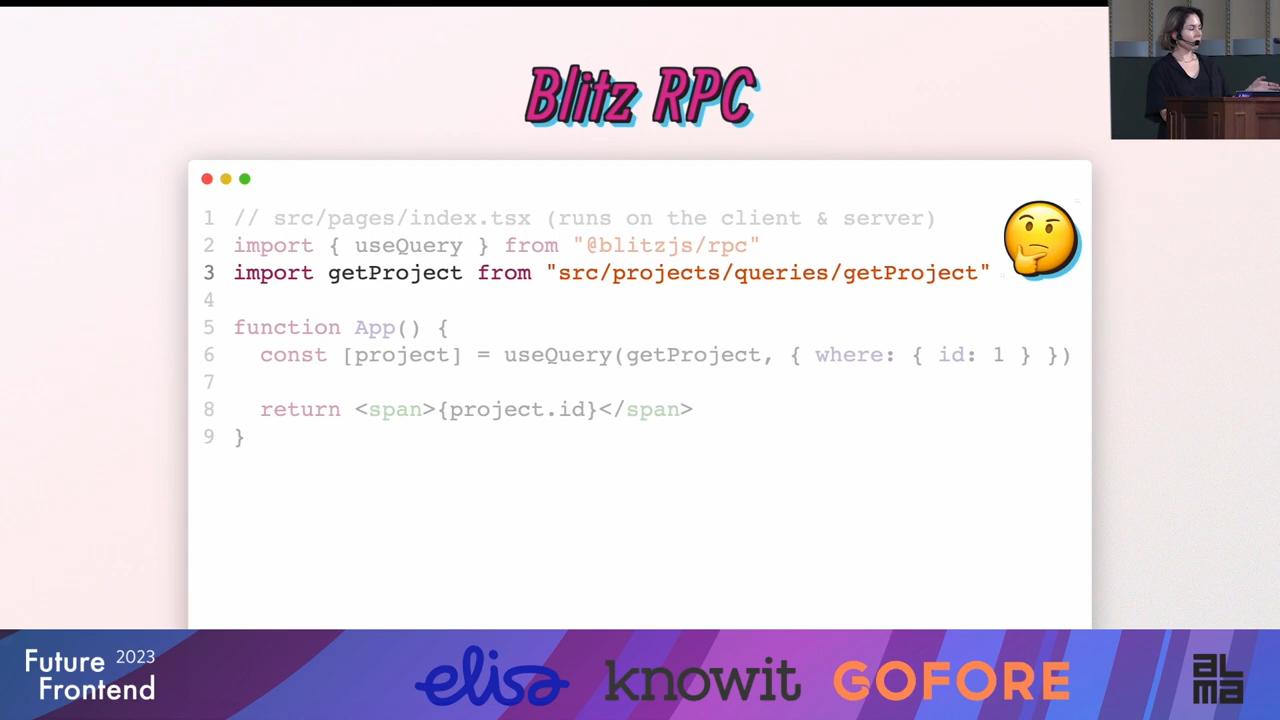 Blitz RPC
1 // src/pages/index.tsx (runs on the client & server)
2 import { useQuery } from "@blitzjs/rpc"
3 import getProject from "src/projects/queries/getProject"
4
5 function App() {
6   const [project] = useQuery(getProject, { where: { id: 1 } })
7
8   return <span>{project.id}</span>
9 }
Future 2023
Frontend
elisa
knowit
GOFORE
ALMA